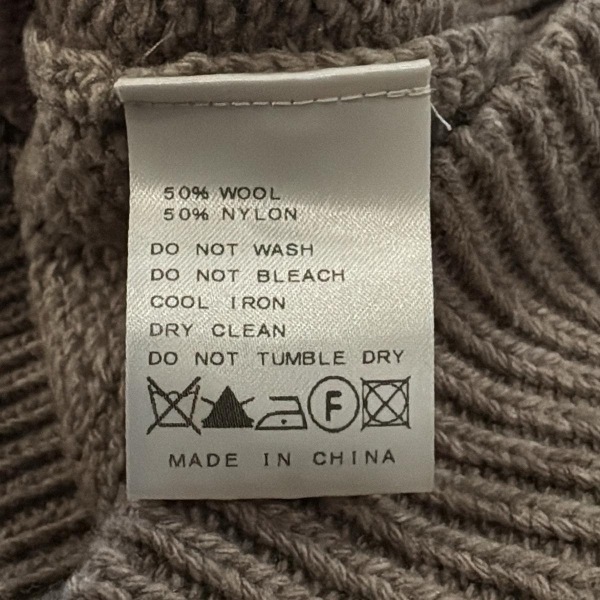 50% WOOL
50% NYLON
DO NOT WASH
DO NOT BLEACH
COOL IRON
DRY CLEAN
DO NOT TUMBLE DRY
F
MADE IN CHINA